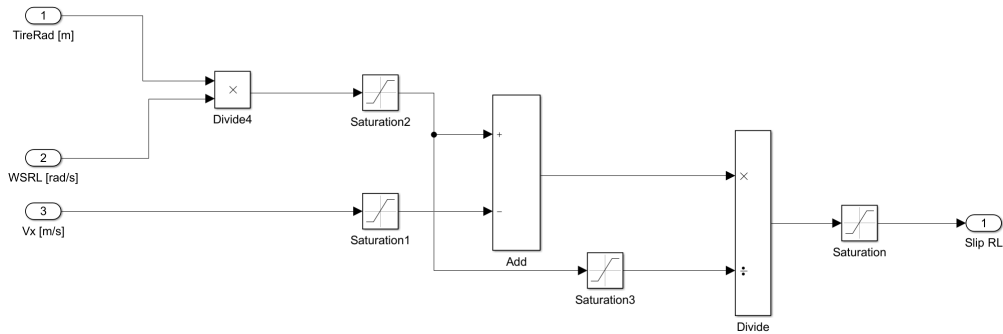 1
TireRad [m]
×
Divide4
Saturation2
2
WSRL [rad/s]
3
Vx [m/s]
Saturation1
+
−
Add
Saturation3
×
÷
Divide
Saturation
1
Slip RL